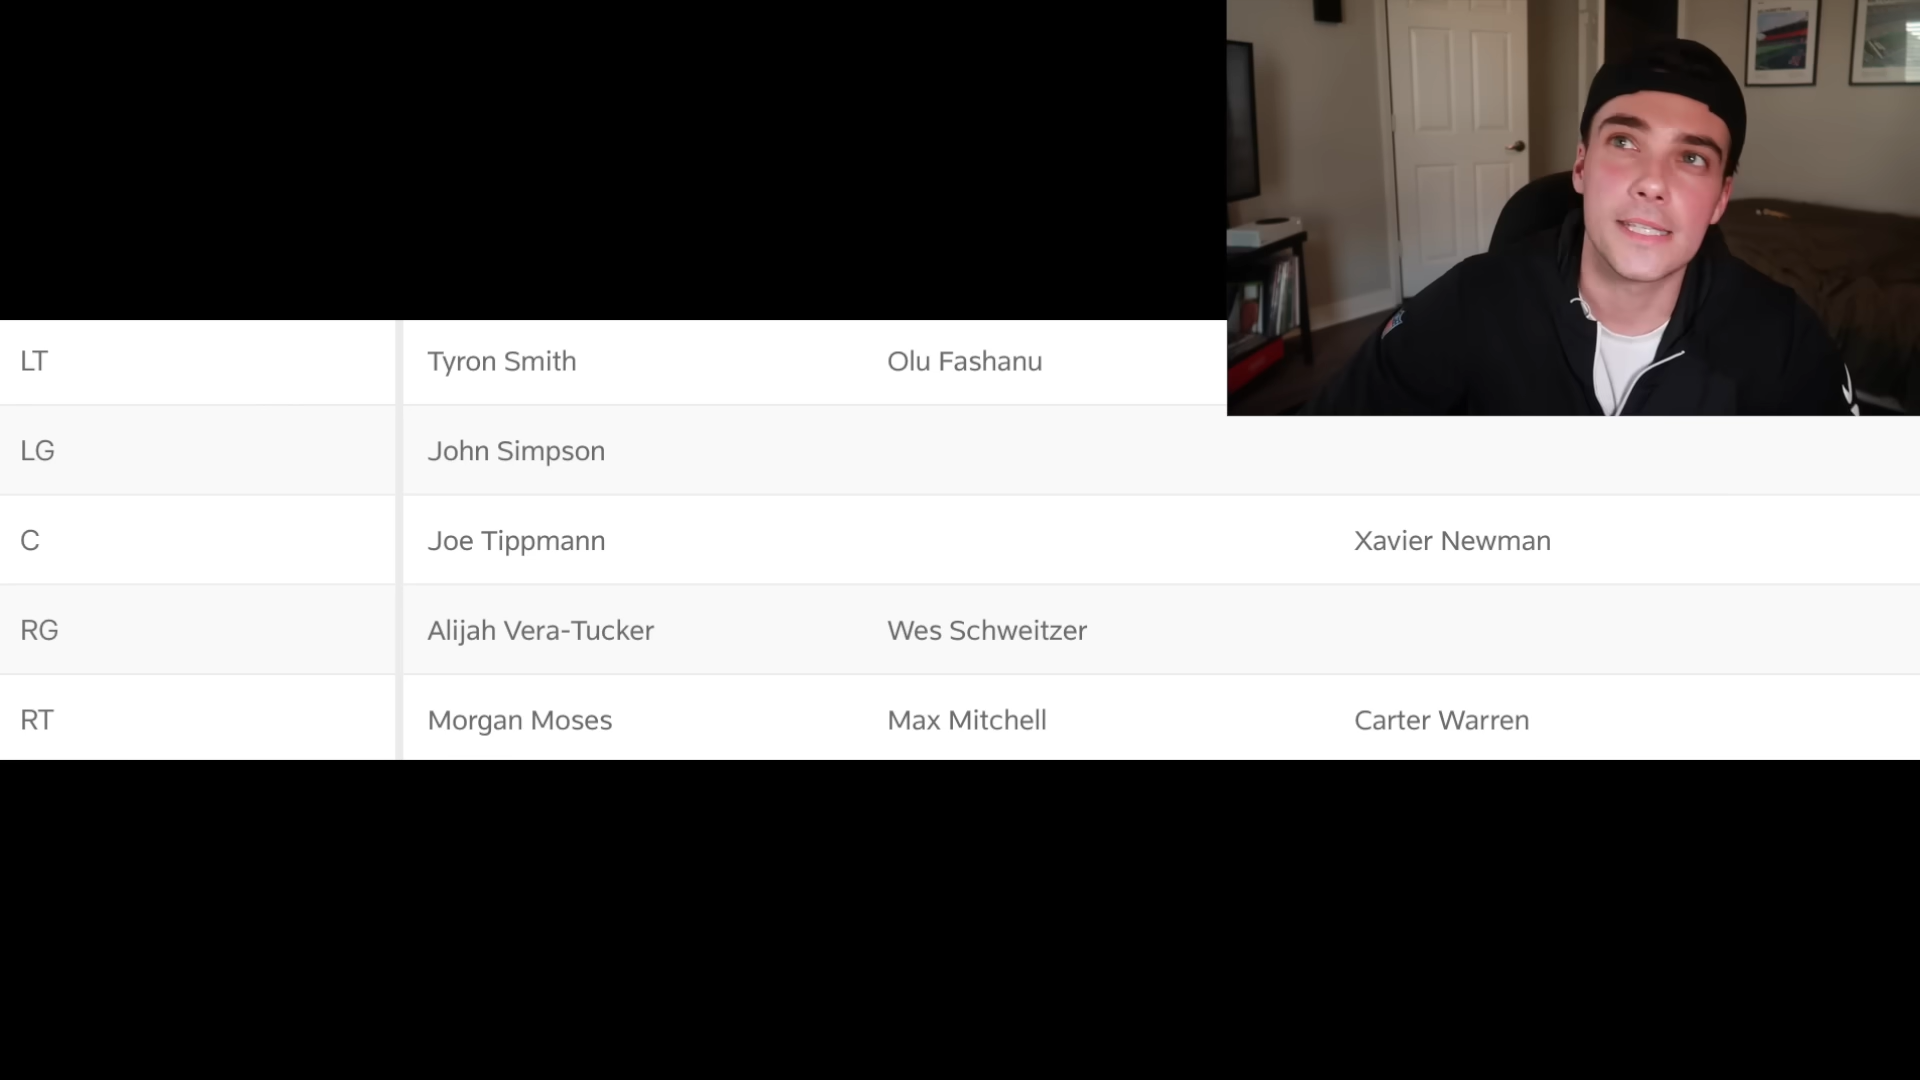 LT Tyron Smith Olu Fashanu
LG John Simpson
C Joe Tippmann Xavier Newman
RG Alijah Vera-Tucker Wes Schweitzer
RT Morgan Moses Max Mitchell Carter Warren